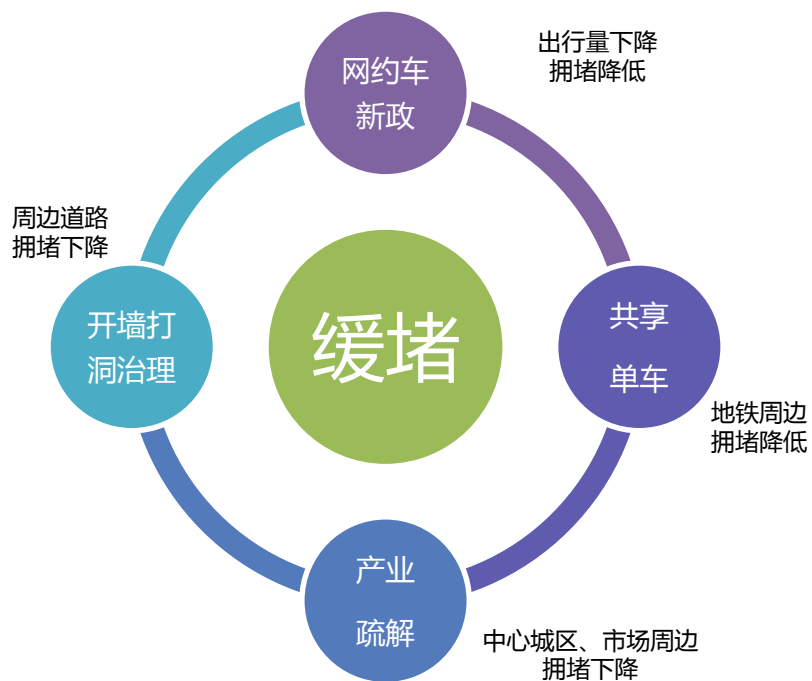 网约车
新政
出行量下降
拥堵降低
周边道路
拥堵下降
开墙打
洞治理
缓堵
共享
单车
地铁周边
拥堵降低
产业
疏解
中心城区、市场周边
拥堵下降